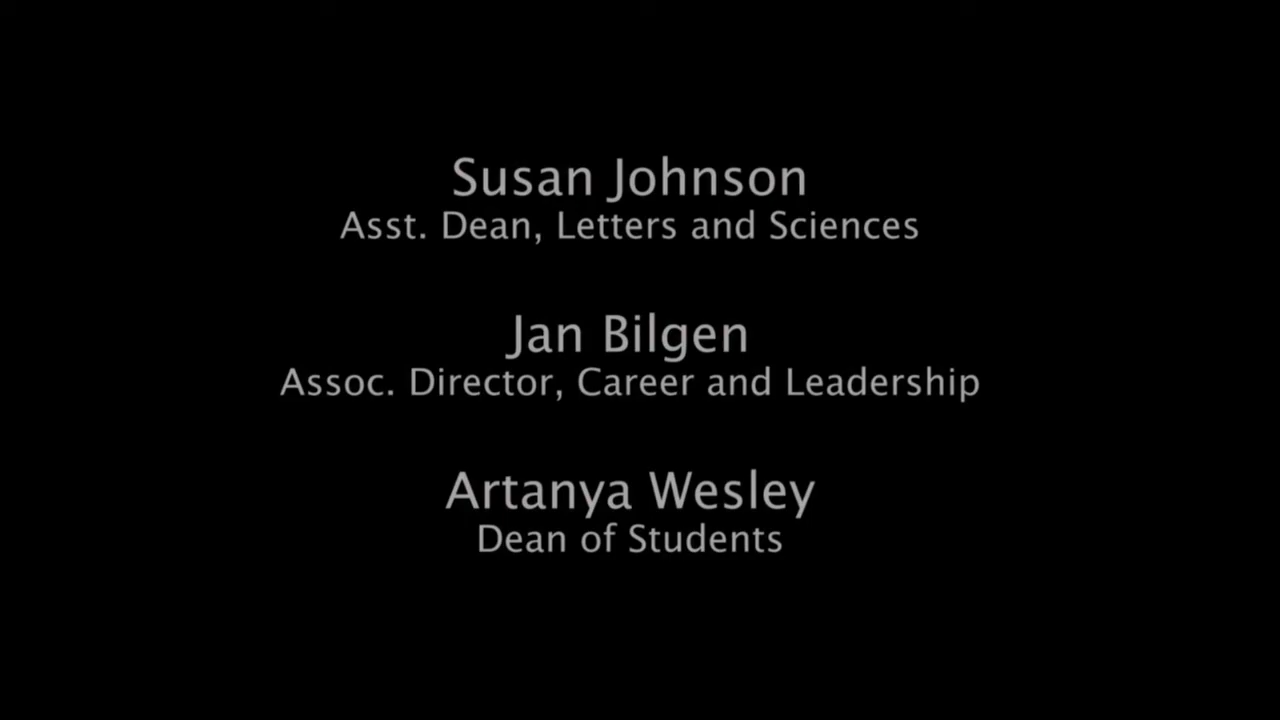 Susan Johnson
Asst. Dean, Letters and Sciences
Jan Bilgen
Assoc. Director, Career and Leadership
Artanya Wesley
Dean of Students